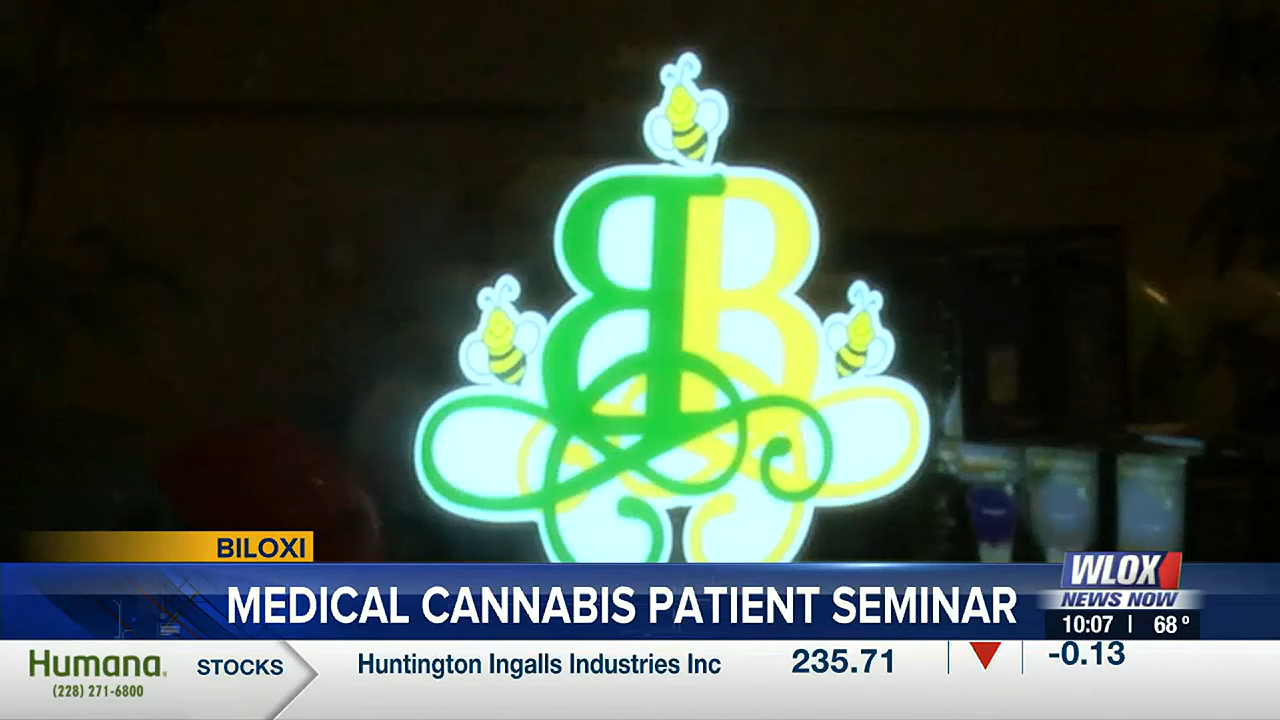 BB
BILOXI
MEDICAL CANNABIS PATIENT SEMINAR
WLOX
NEWS NOW
10:07 | 68°
Humana.
(228) 271-6800
STOCKS
Huntington Ingalls Industries Inc
235.71
-0.13